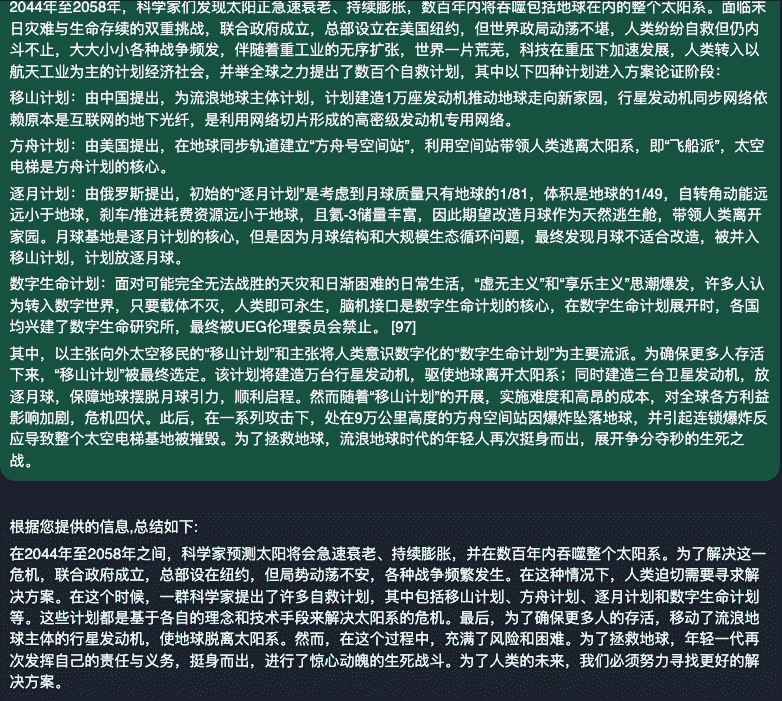 2044年至2058年，科学家们发现太阳正急速衰老、持续膨胀，数百年内将吞噬包括地球在内的整个太阳系。面临末
日灾难与生命存续的双重挑战，联合政府成立，总部设立在美国纽约，但世界政局动荡不堪，人类纷纷自救但仍内
斗不止，大大小小各种战争频发，伴随着重工业的无序扩张，世界一片荒芜，科技在重压下加速发展，人类转入以
航天工业为主的计划经济社会，并举全球之力提出了数百个自救计划，其中以下四种计划进入方案论证阶段：
移山计划：由中国提出，为流浪地球主体计划，计划建造1万座发动机推动地球走向新家园，行星发动机同步网络依
赖原本是互联网的地下光纤，是利用网络切片形成的高密级发动机专用网络。
方舟计划：由美国提出，在地球同步轨道建立“方舟号空间站”，利用空间站带领人类逃离太阳系，即“飞船派”，太空
电梯是方舟计划的核心。
逐月计划：由俄罗斯提出，初始的“逐月计划”是考虑到月球质量只有地球的1/81，体积是地球的1/49，自转角动能远
远小于地球，刹车/推进耗费资源远小于地球，且氦-3储量丰富，因此期望改造月球作为天然逃生舱，带领人类离开
家园。月球基地是逐月计划的核心，但是因为月球结构和大规模生态循环问题，最终发现月球不适合改造，被并入
移山计划，计划放逐月球。
数字生命计划：面对可能完全无法战胜的天灾和日渐困难的日常生活，“虚无主义”和“享乐主义”思潮爆发，许多人认
为转入数字世界，只要载体不灭，人类即可永生，脑机接口是数字生命计划的核心，在数字生命计划展开时，各国
均兴建了数字生命研究所，最终被UEG伦理委员会禁止。 [97]
其中，以主张向外太空移民的“移山计划”和主张将人类意识数字化的“数字生命计划”为主要流派。为确保更多人存活
下来，“移山计划”被最终选定。该计划将建造万台行星发动机，驱使地球离开太阳系；同时建造三台卫星发动机，放
逐月球，保障地球摆脱月球引力，顺利启程。然而随着“移山计划”的开展，实施难度和高昂的成本，对全球各方利益
影响加剧，危机四伏。此后，在一系列攻击下，处在9万公里高度的方舟空间站因爆炸坠落地球，并引起连锁爆炸反
应导致整个太空电梯基地被摧毁。为了拯救地球，流浪地球时代的年轻人再次挺身而出，展开争分夺秒的生死之
战。
根据您提供的信息,总结如下:
在2044年至2058年之间，科学家预测太阳将会急速衰老、持续膨胀，并在数百年内吞噬整个太阳系。为了解决这一
危机，联合政府成立，总部设在纽约，但局势动荡不安，各种战争频繁发生。在这种情况下，人类迫切需要寻求解
决方案。在这个时候，一群科学家提出了许多自救计划，其中包括移山计划、方舟计划、逐月计划和数字生命计划
等。这些计划都是基于各自的理念和技术手段来解决太阳系的危机。最后，为了确保更多人的存活，移动了流浪地
球主体的行星发动机，使地球脱离太阳系。然而，在这个过程中，充满了风险和困难。为了拯救地球，年轻一代再
次发挥自己的责任与义务，挺身而出，进行了惊心动魄的生死战斗。为了人类的未来，我们必须努力寻找更好的解
决方案。